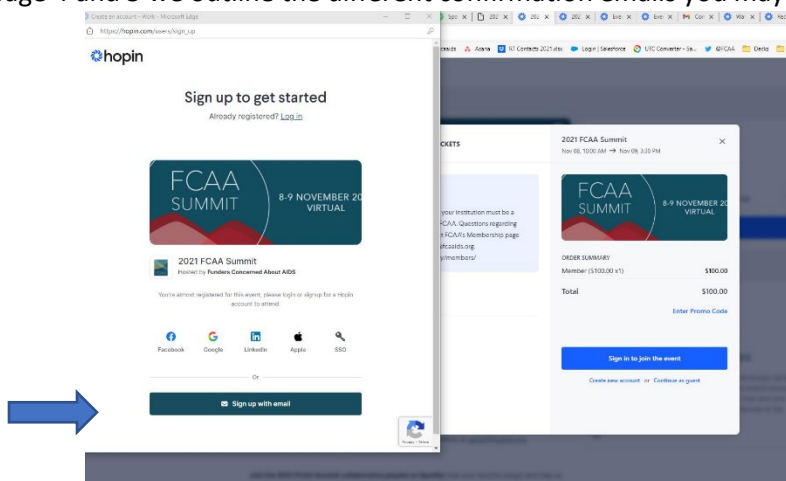 4 and 5 we outline the different confirmation emails you may
Create an account - Work - Microsoft Edge
https://hopin.com/users/sign_up
hopin
Sign up to get started
Already registered? Log in
FCAA
SUMMIT
8-9 NOVEMBER 20
VIRTUAL
2021 FCAA Summit
Hosted by Funders Concerned About AIDS
You're almost registered for this event, please login or signup for a Hopin
account to attend.
Facebook Google LinkedIn Apple SSO
Or
Sign up with email
Privacy - Terms
Asana RT Contacts 2021.xlsx Login | Salesforce UTC Converter - Sa... @FCAA Decks
CKETS
your institution must be a
FCAA. Questions regarding
t FCAA's Membership page
fcaaids.org
y/members/
2021 FCAA Summit
Nov 08, 10:00 AM → Nov 09, 3:30 PM
FCAA
SUMMIT
8-9 NOVEMBER 20
VIRTUAL
ORDER SUMMARY
Member ($100.00 x1) $100.00
Total $100.00
Enter Promo Code
Sign in to join the event
Create new account or Continue as guest